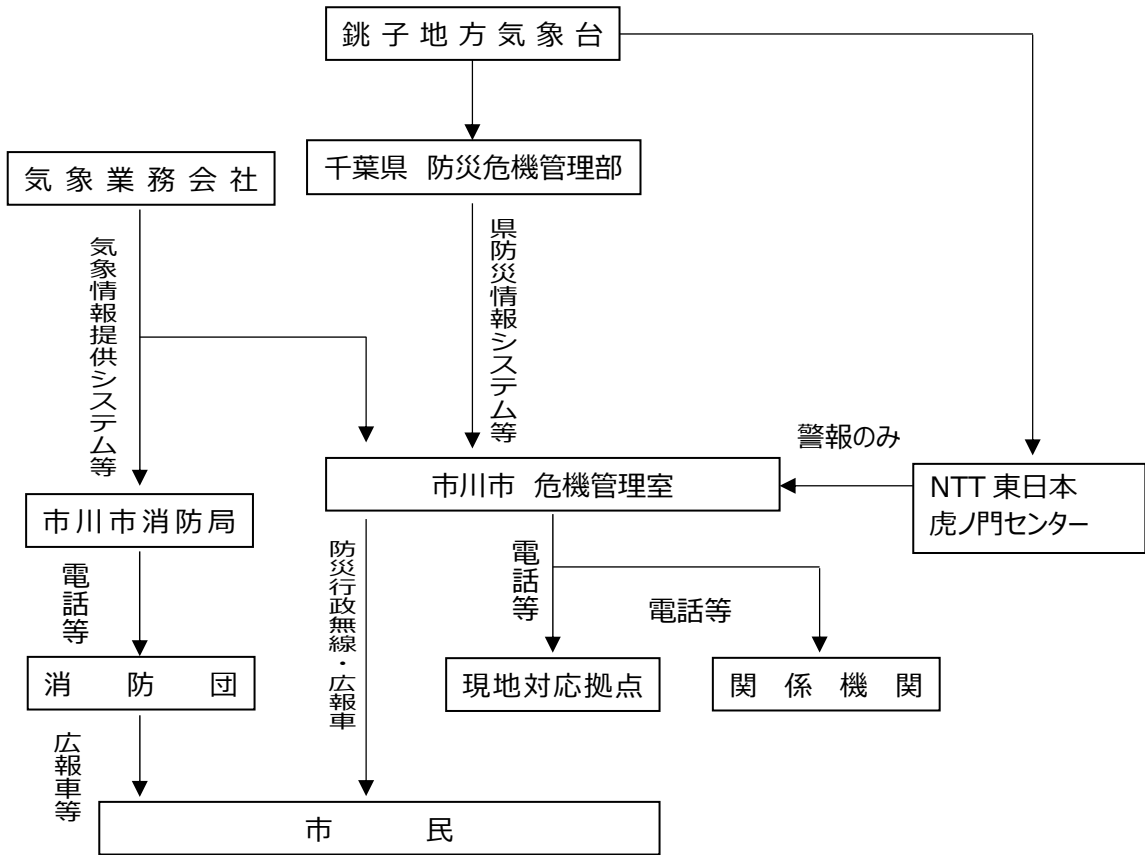 銚子地方気象台
千葉県 防災危機管理部
気象業務会社
気象情報提供システム等
県防災情報システム等
警報のみ
市川市 危機管理室
NTT 東日本
虎ノ門センター
市川市消防局
電話等
防災行政無線・広報車
電話等
電話等
消防団
現地対応拠点
関係機関
広報車等
市民